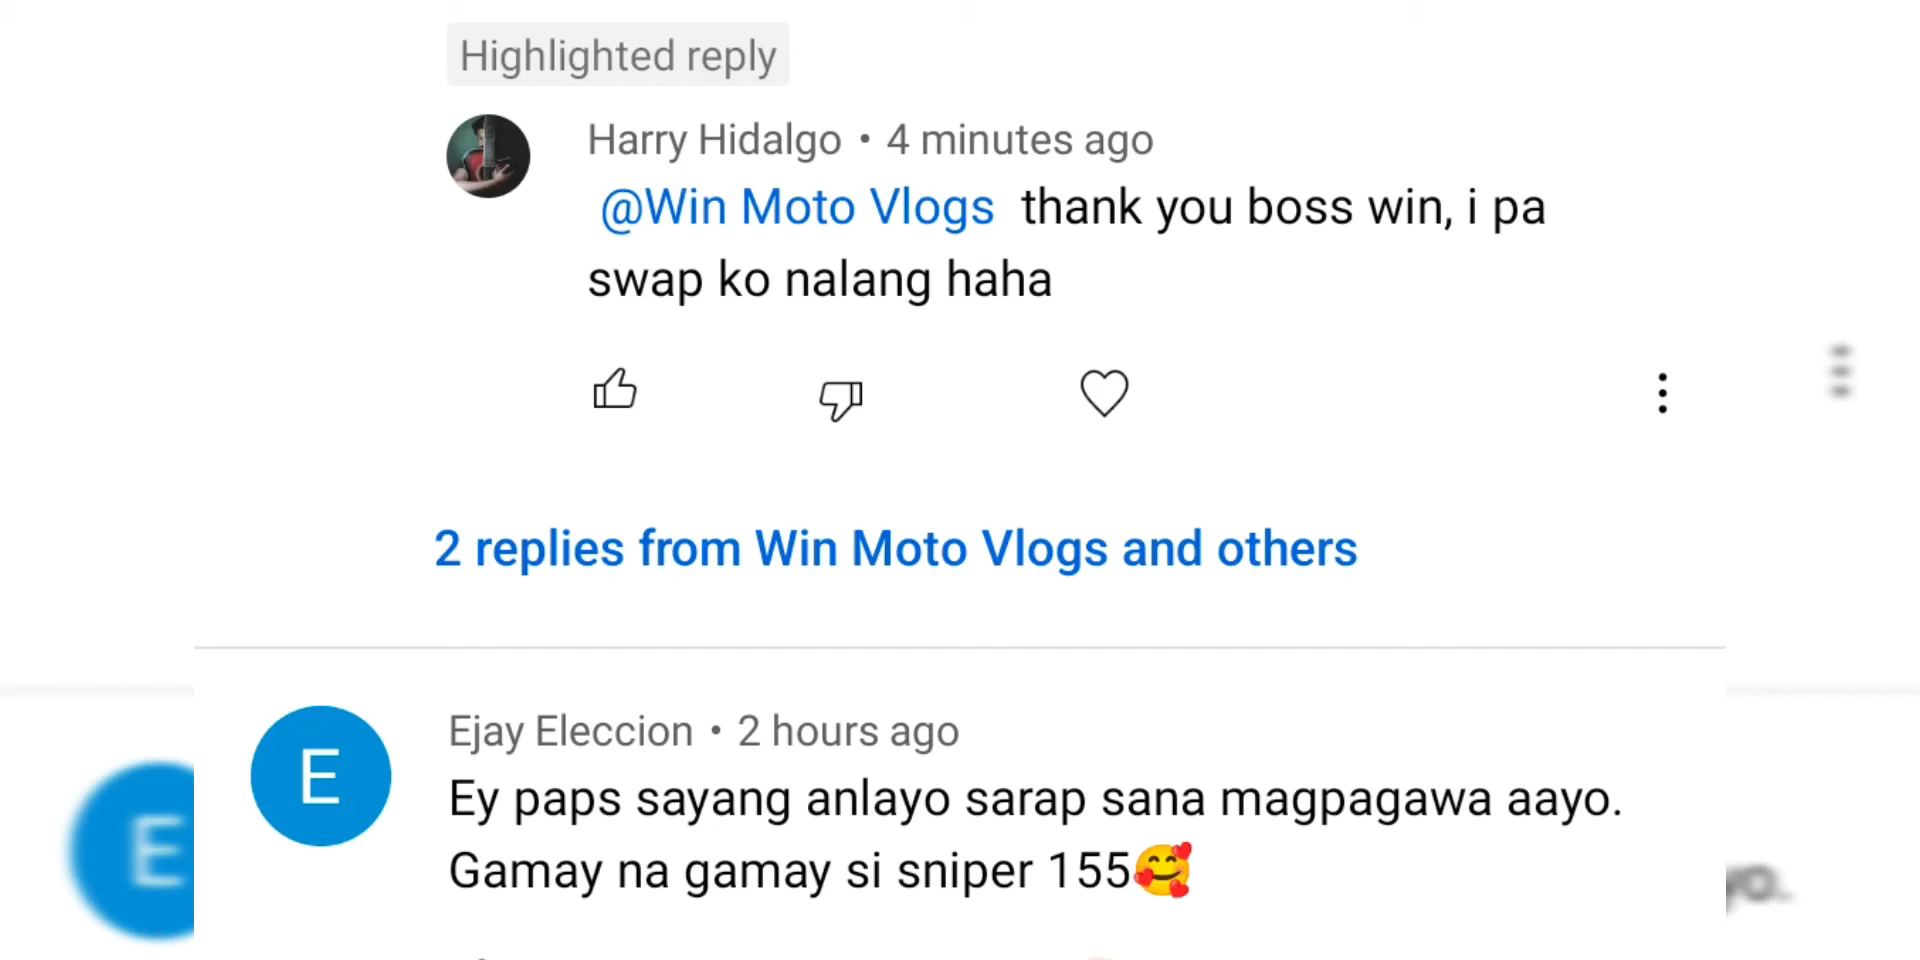 Highlighted reply
Harry Hidalgo • 4 minutes ago
@Win Moto Vlogs thank you boss win, i pa
swap ko nalang haha
2 replies from Win Moto Vlogs and others
E
Ejay Eleccion • 2 hours ago
Ey paps sayang anlayo sarap sana magpagawa aayo.
Gamay na gamay si sniper 155🥰